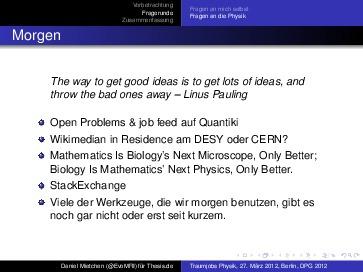 Vorbetrachtung
Fragerunde
Zusammenfassung
Fragen an mich selbst
Fragen an die Physik
Morgen
The way to get good ideas is to get lots of ideas, and
throw the bad ones away – Linus Pauling
Open Problems & job feed auf Quantiki
Wikimedian in Residence am DESY oder CERN?
Mathematics Is Biology's Next Microscope, Only Better;
Biology Is Mathematics' Next Physics, Only Better.
StackExchange
Viele der Werkzeuge, die wir morgen benutzen, gibt es
noch gar nicht oder erst seit kurzem.
Daniel Mietchen (@EvoMRI) für Thesis.de
Traumjobs Physik, 27. März 2012, Berlin, DPG 2012